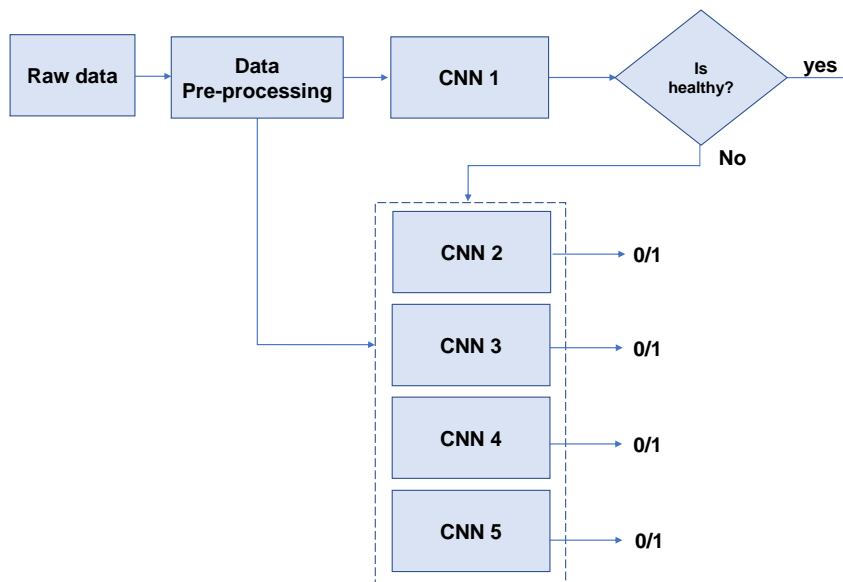 Raw data
Data
Pre-processing
CNN 1
Is
healthy?
yes
No
CNN 2
0/1
CNN 3
0/1
CNN 4
0/1
CNN 5
0/1